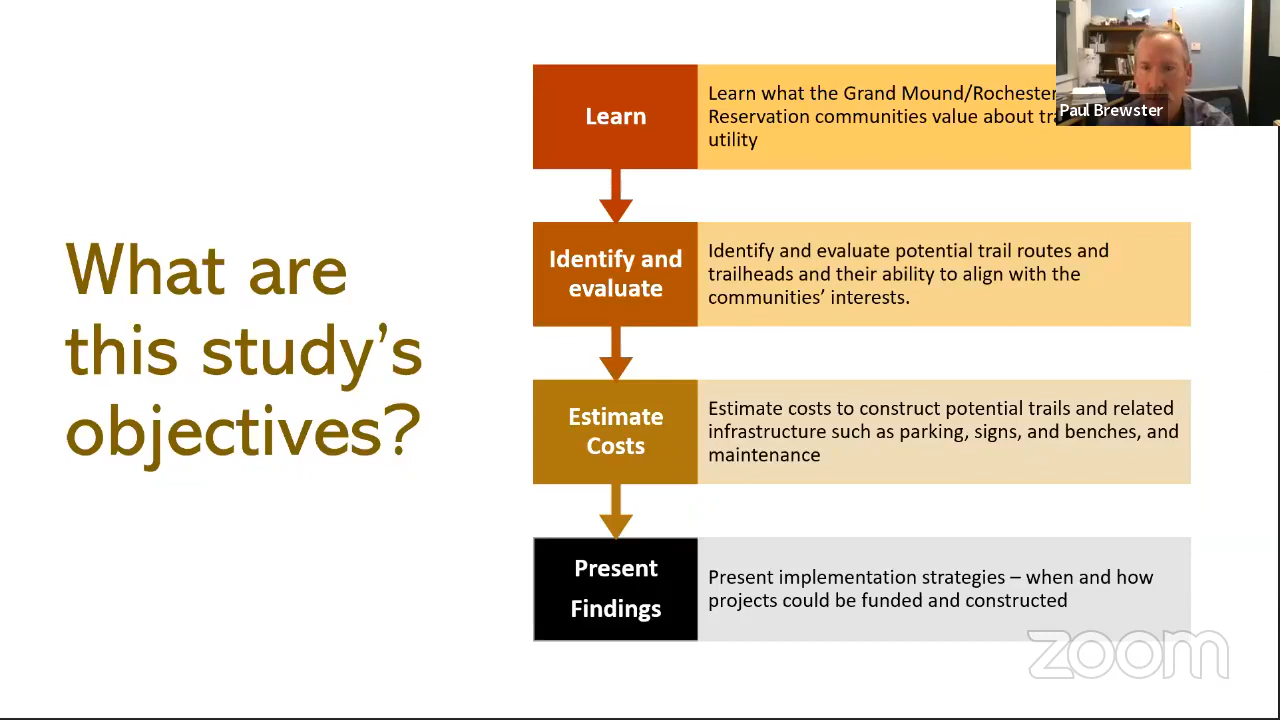 What are
this study's
objectives?
Learn
Learn what the Grand Mound/Rochester
Reservation communities value about
utility
Identify and
evaluate
Identify and evaluate potential trail routes and
trailheads and their ability to align with the
communities' interests.
Estimate
Costs
Estimate costs to construct potential trails and related
infrastructure such as parking, signs, and benches, and
maintenance
Present
Findings
Present implementation strategies – when and how
projects could be funded and constructed
Paul Brewster
zoom